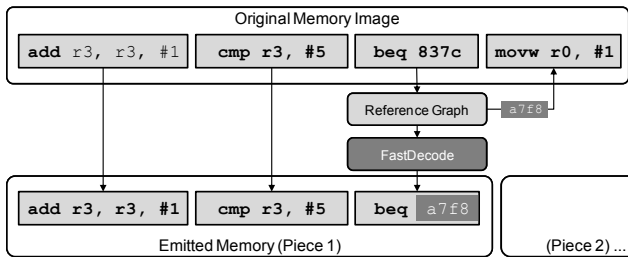 Original Memory Image
add r3, r3, #1 cmp r3, #5 beq 837c movw r0, #1
Reference Graph a7f8
FastDecode
add r3, r3, #1 cmp r3, #5 beq a7f8
Emitted Memory (Piece 1) (Piece 2) ...